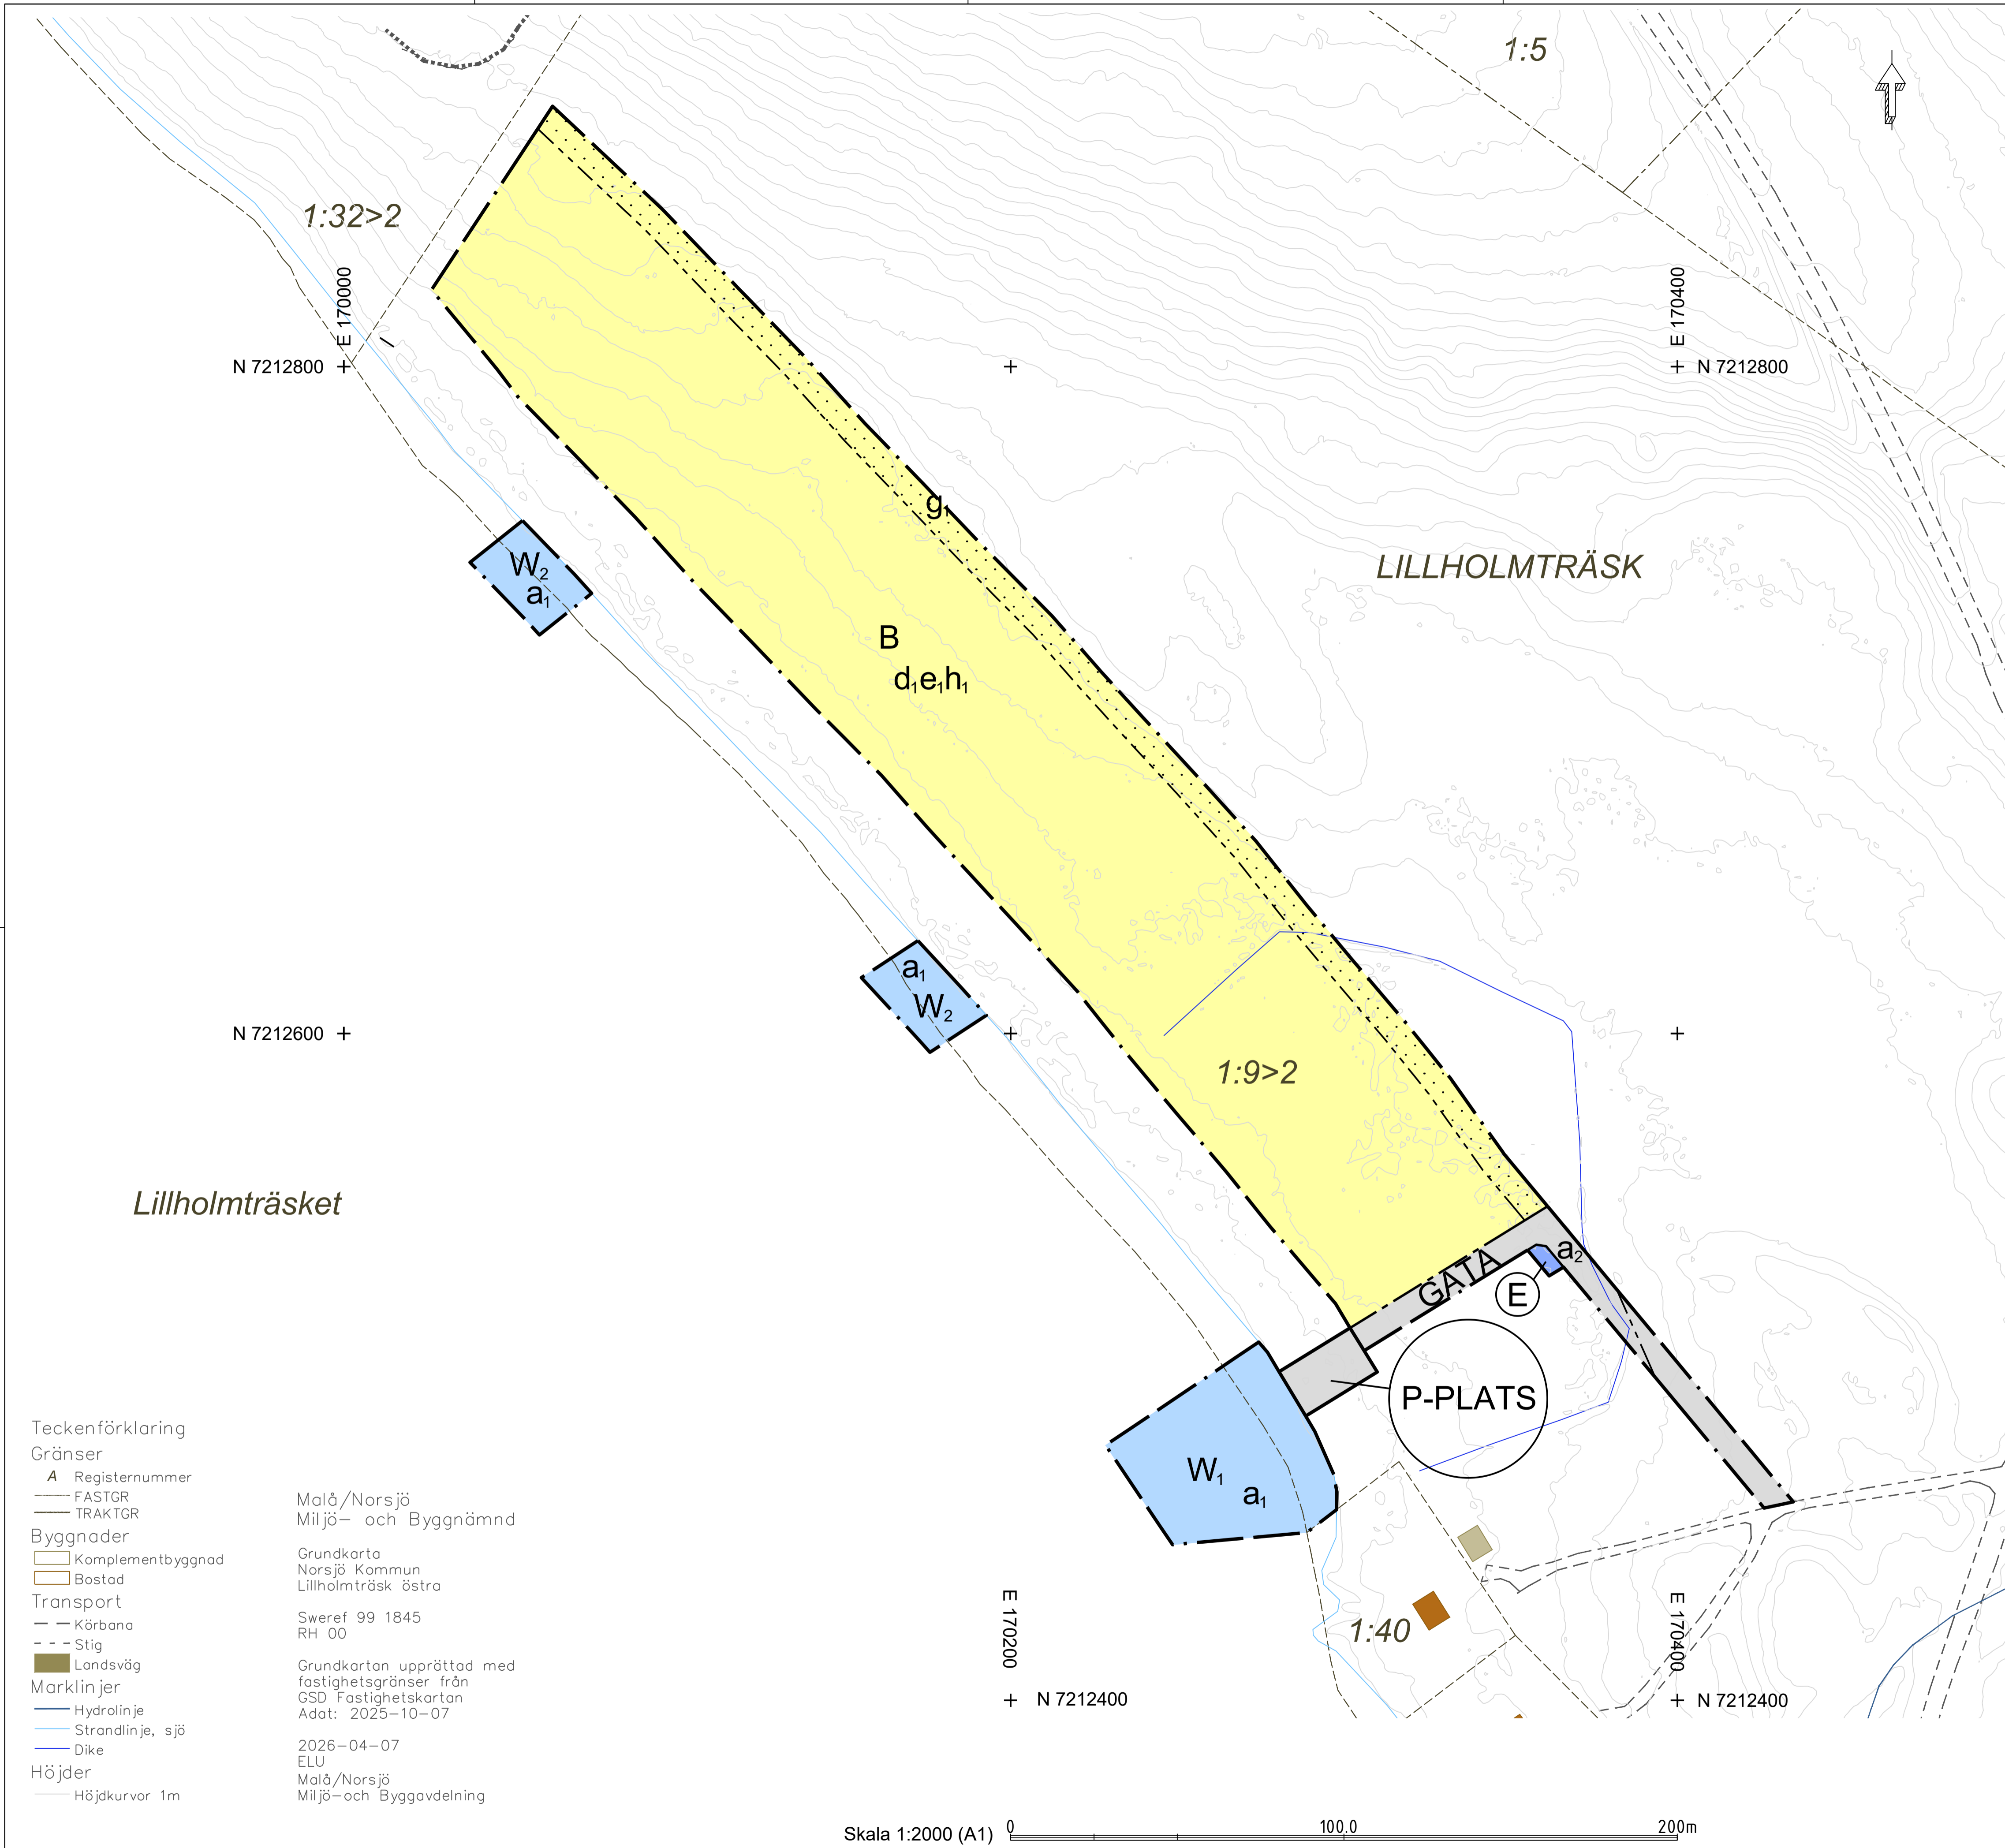 1:5
1:32>2
E 170000
E 170400
N 7212800
N 7212800
g1
LILLHOLMTRÄSK
W2
a1
B
d1e1h1
a1
W2
N 7212600
1:9>2
Lillholmträsket
GATA
a2
E
P-PLATS
W1
a1
1:40
E 170200
E 170400
N 7212400
N 7212400
Teckenförklaring
Gränser
A Registernummer
FASTGR
TRAKTGR
Byggnader
Komplementbyggnad
Bostad
Transport
Körbana
Stig
Landsväg
Marklinjer
Hydrolinje
Strandlinje, sjö
Dike
Höjder
Höjdkurvor 1m
Malå/Norsjö
Miljö- och Byggnämnd
Grundkarta
Norsjö Kommun
Lillholmträsk östra
Sweref 99 1845
RH 00
Grundkartan upprättad med
fastighetsgränser från
GSD Fastighetskartan
Adat: 2025-10-07
2026-04-07
ELU
Malå/Norsjö
Miljö-och Byggavdelning
Skala 1:2000 (A1)
0 100.0 200m